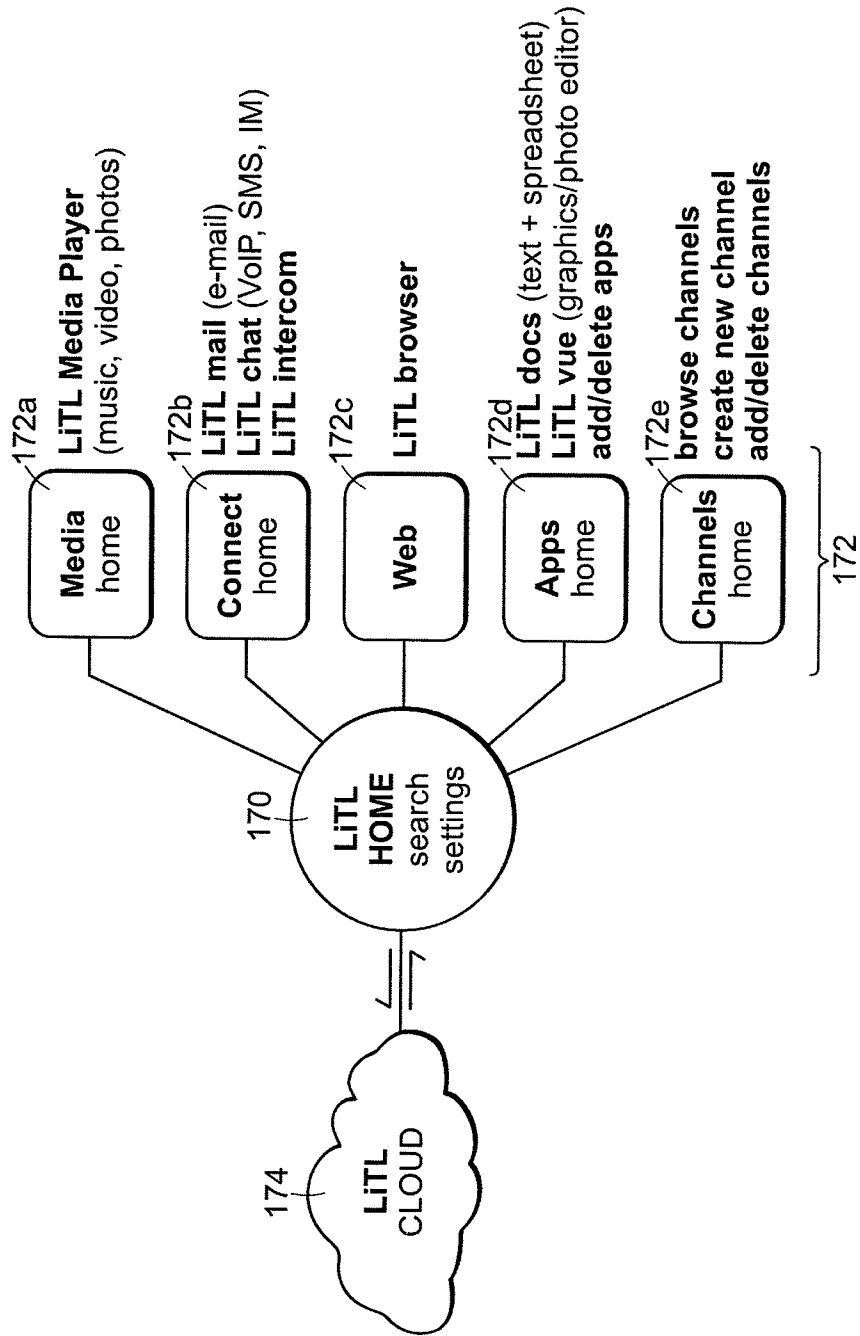 174
LiTL
CLOUD
170
LiTL
HOME
search
settings
Media
home
172a
LiTL Media Player
(music, video, photos)
Connect
home
172b
LiTL mail (e-mail)
LiTL chat (VoIP, SMS, IM)
LiTL intercom
Web
172c
LiTL browser
Apps
home
172d
LiTL docs (text + spreadsheet)
LiTL vue (graphics/photo editor)
add/delete apps
Channels
home
172e
browse channels
create new channel
add/delete channels
172